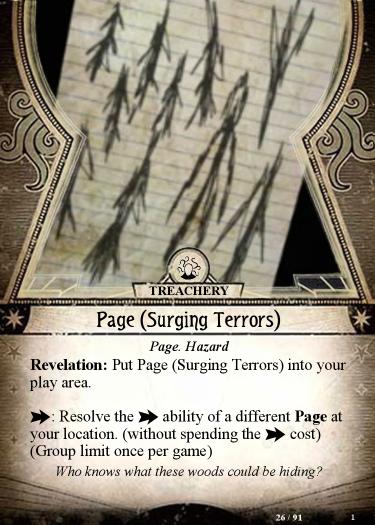 TREACHERY
Page (Surging Terrors)
Page. Hazard
Revelation: Put Page (Surging Terrors) into your
play area.
: Resolve the ability of a different Page at
your location. (without spending the cost)
(Group limit once per game)
Who knows what these woods could be hiding?
26 / 91 1